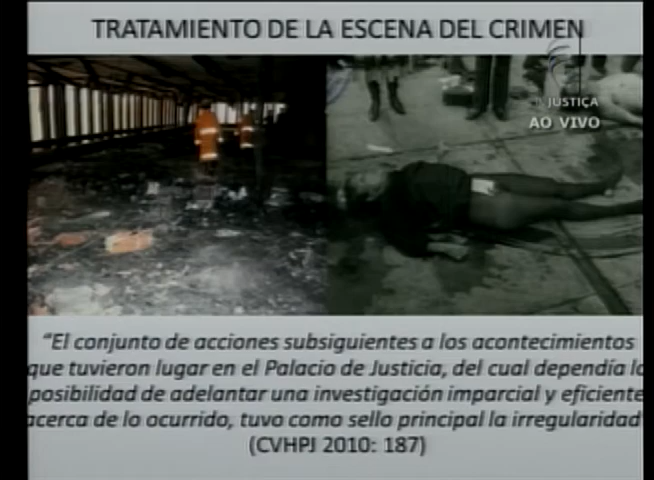 TRATAMIENTO DE LA ESCENA DEL CRIMEN
JUSTIÇA
AO VIVO
“El conjunto de acciones subsiguientes a los acontecimientos
que tuvieron lugar en el Palacio de Justicia, del cual dependía la
posibilidad de adelantar una investigación imparcial y eficiente
acerca de lo ocurrido, tuvo como sello principal la irregularidad
(CVHPJ 2010: 187)